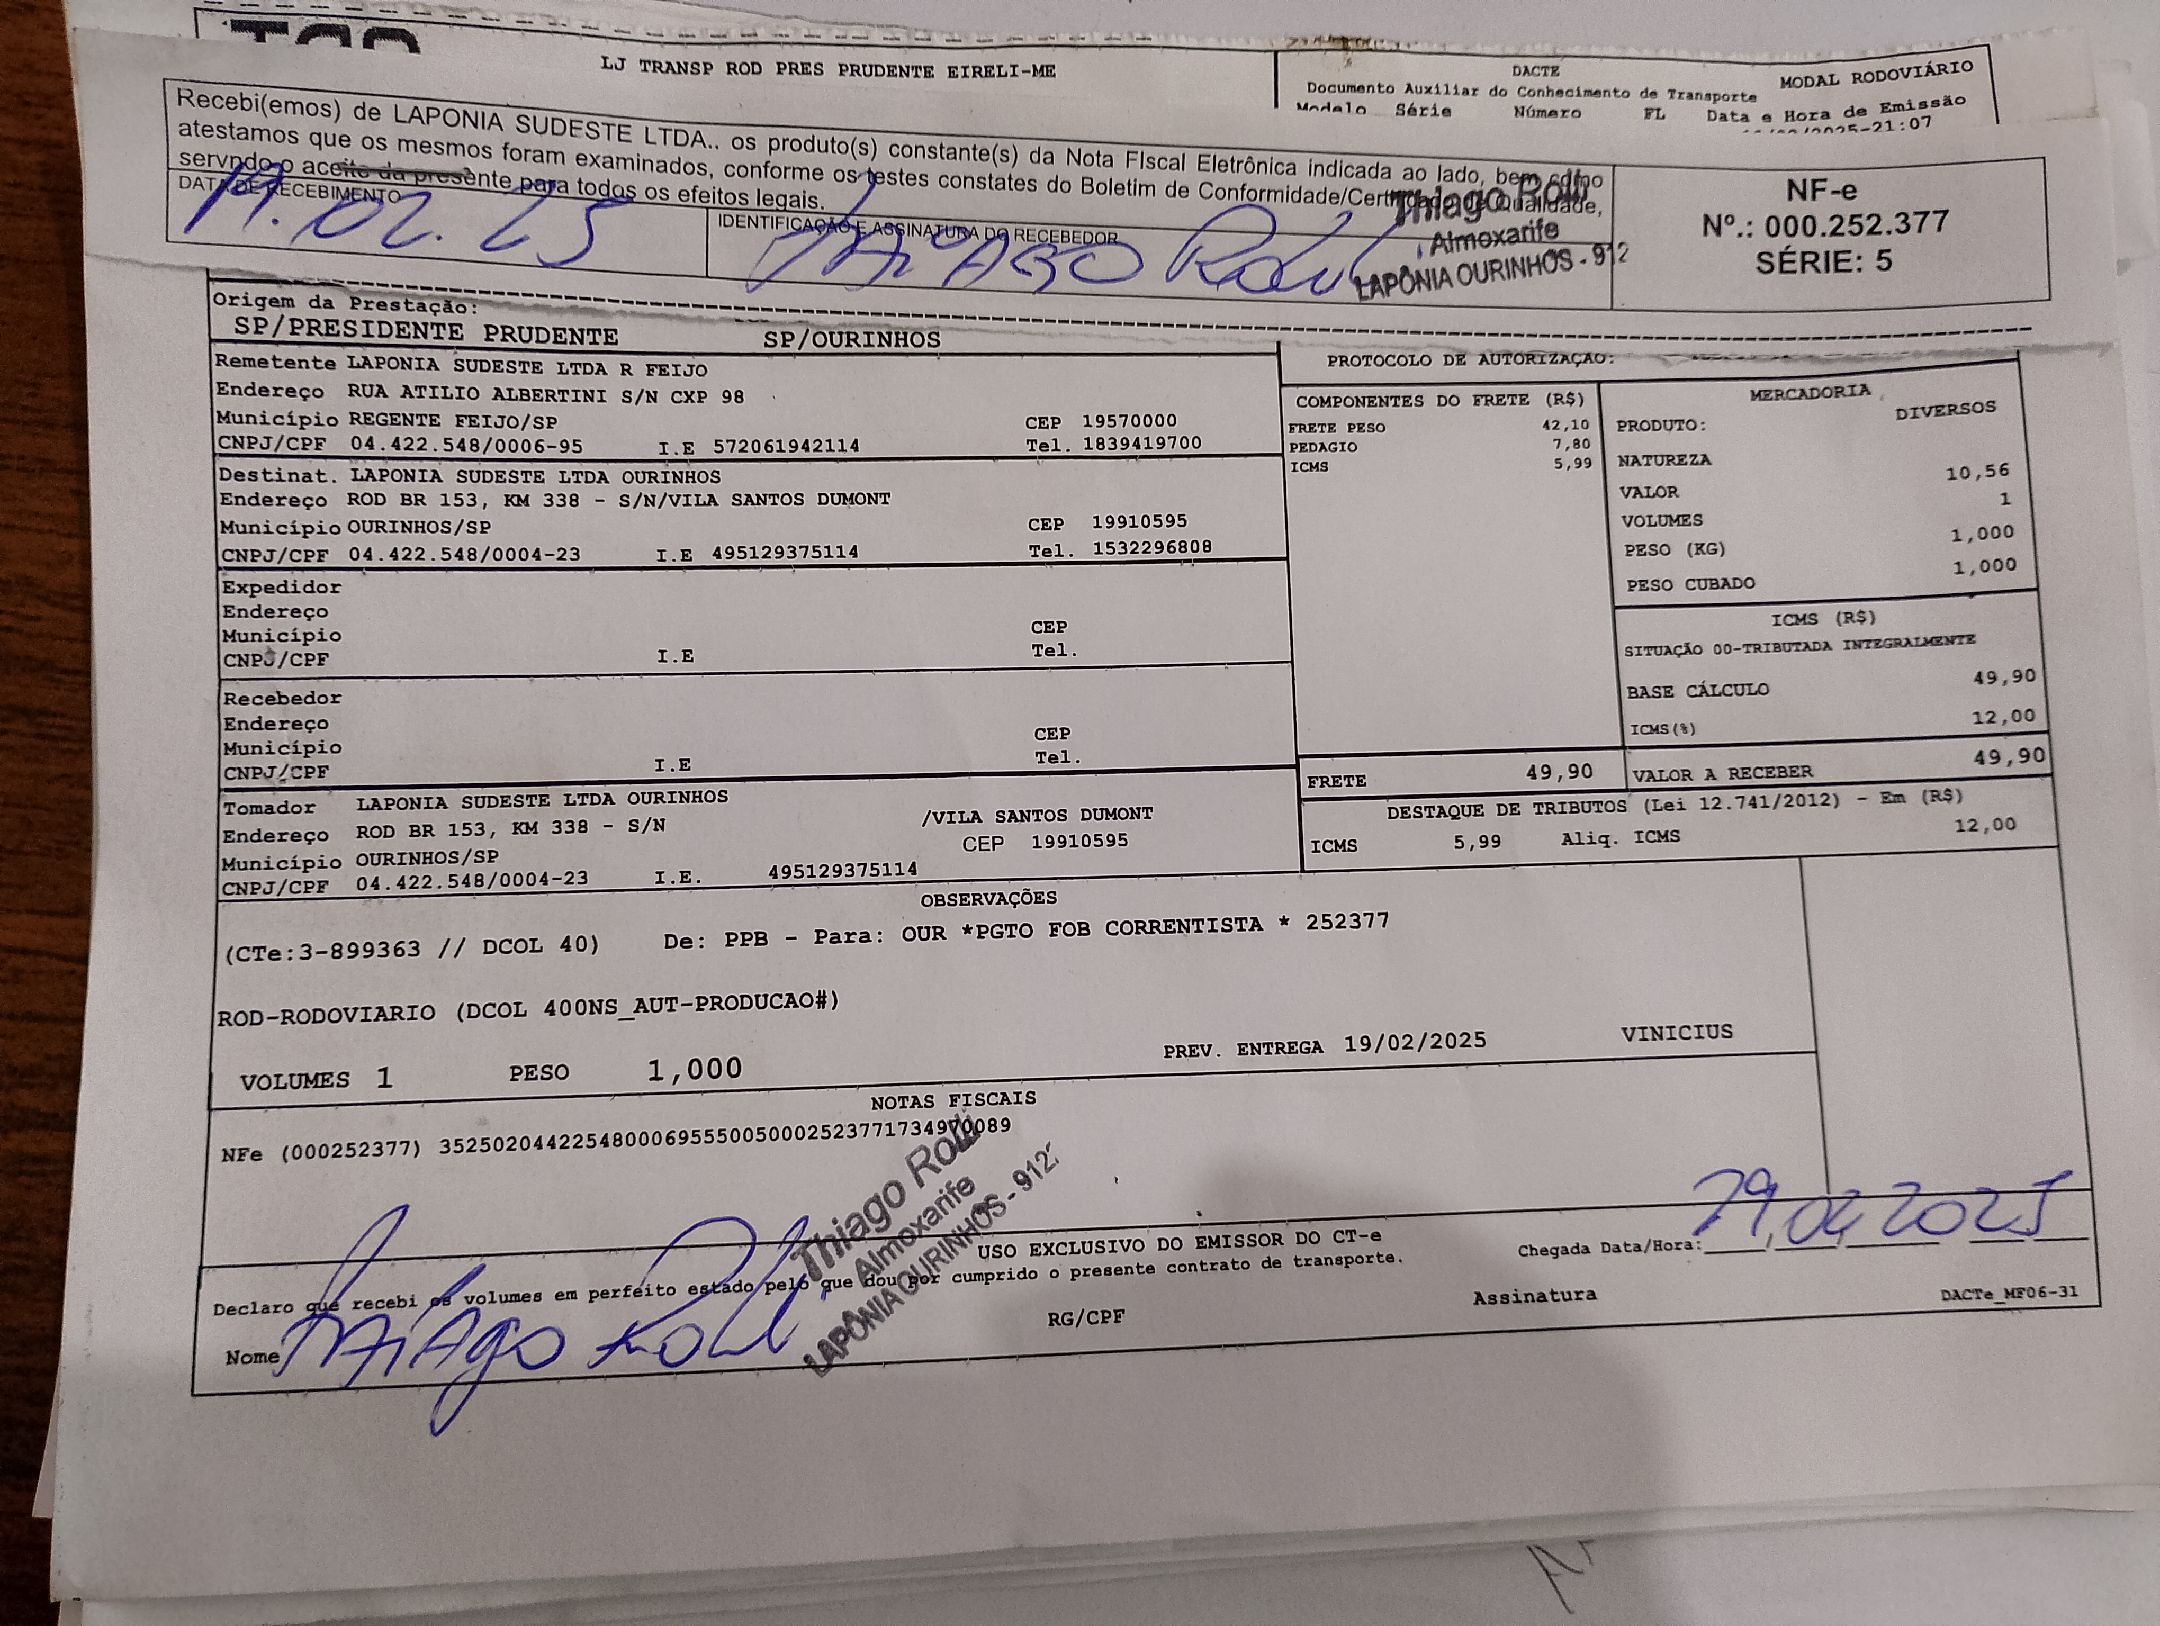 LJ TRANSP ROD PRES PRUDENTE EIRELI-ME
DACTE
Documento Auxiliar do Conhecimento de Transporte
MODAL RODOVIÁRIO
Modelo Série Número FL Data e Hora de Emissão
2025-21:07
Recebi(emos) de LAPONIA SUDESTE LTDA.. os produto(s) constante(s) da Nota FIscal Eletrônica indicada ao lado, bem como
atestamos que os mesmos foram examinados, conforme os testes constates do Boletim de Conformidade/Certificado Qualidade,
servndo o aceite da presente para todos os efeitos legais.
DATA DE RECEBIMENTO
19.02.25
IDENTIFICAÇÃO E ASSINATURA DO RECEBEDOR
Thiago Roli
Thiago Roli
Almoxarife
LAPÔNIA OURINHOS - 912
NF-e
Nº.: 000.252.377
SÉRIE: 5
Origem da Prestação:
SP/PRESIDENTE PRUDENTE SP/OURINHOS
Remetente LAPONIA SUDESTE LTDA R FEIJO
Endereço RUA ATILIO ALBERTINI S/N CXP 98
Município REGENTE FEIJO/SP CEP 19570000
CNPJ/CPF 04.422.548/0006-95 I.E 572061942114 Tel. 1839419700
Destinat. LAPONIA SUDESTE LTDA OURINHOS
Endereço ROD BR 153, KM 338 - S/N/VILA SANTOS DUMONT
Município OURINHOS/SP CEP 19910595
CNPJ/CPF 04.422.548/0004-23 I.E 495129375114 Tel. 1532296808
Expedidor
Endereço
Município CEP
CNPJ/CPF I.E Tel.
Recebedor
Endereço
Município CEP
CNPJ/CPF I.E Tel.
Tomador LAPONIA SUDESTE LTDA OURINHOS
Endereço ROD BR 153, KM 338 - S/N /VILA SANTOS DUMONT
Município OURINHOS/SP CEP 19910595
CNPJ/CPF 04.422.548/0004-23 I.E. 495129375114
PROTOCOLO DE AUTORIZAÇÃO:
COMPONENTES DO FRETE (R$)
FRETE PESO 42,10
PEDAGIO 7,80
ICMS 5,99
MERCADORIA
PRODUTO: DIVERSOS
NATUREZA
VALOR 10,56
VOLUMES 1
PESO (KG) 1,000
PESO CUBADO 1,000
ICMS (R$)
SITUAÇÃO 00-TRIBUTADA INTEGRALMENTE
BASE CÁLCULO 49,90
ICMS(%) 12,00
FRETE 49,90 VALOR A RECEBER 49,90
DESTAQUE DE TRIBUTOS (Lei 12.741/2012) - Em (R$)
ICMS 5,99 Aliq. ICMS 12,00
OBSERVAÇÕES
(CTe:3-899363 // DCOL 40) De: PPB - Para: OUR *PGTO FOB CORRENTISTA * 252377
ROD-RODOVIARIO (DCOL 400NS_AUT-PRODUCAO#)
VOLUMES 1 PESO 1,000 PREV. ENTREGA 19/02/2025 VINICIUS
NOTAS FISCAIS
NFe (000252377) 35250204422548000695550050002523771734970089
Thiago Roli
Almoxarife
LAPÔNIA OURINHOS - 912
USO EXCLUSIVO DO EMISSOR DO CT-e
Declaro que recebi os volumes em perfeito estado pelo que dou por cumprido o presente contrato de transporte.
Chegada Data/Hora: 19,02,2025
Nome Thiago Roli RG/CPF Assinatura
DACTe_MF06-31